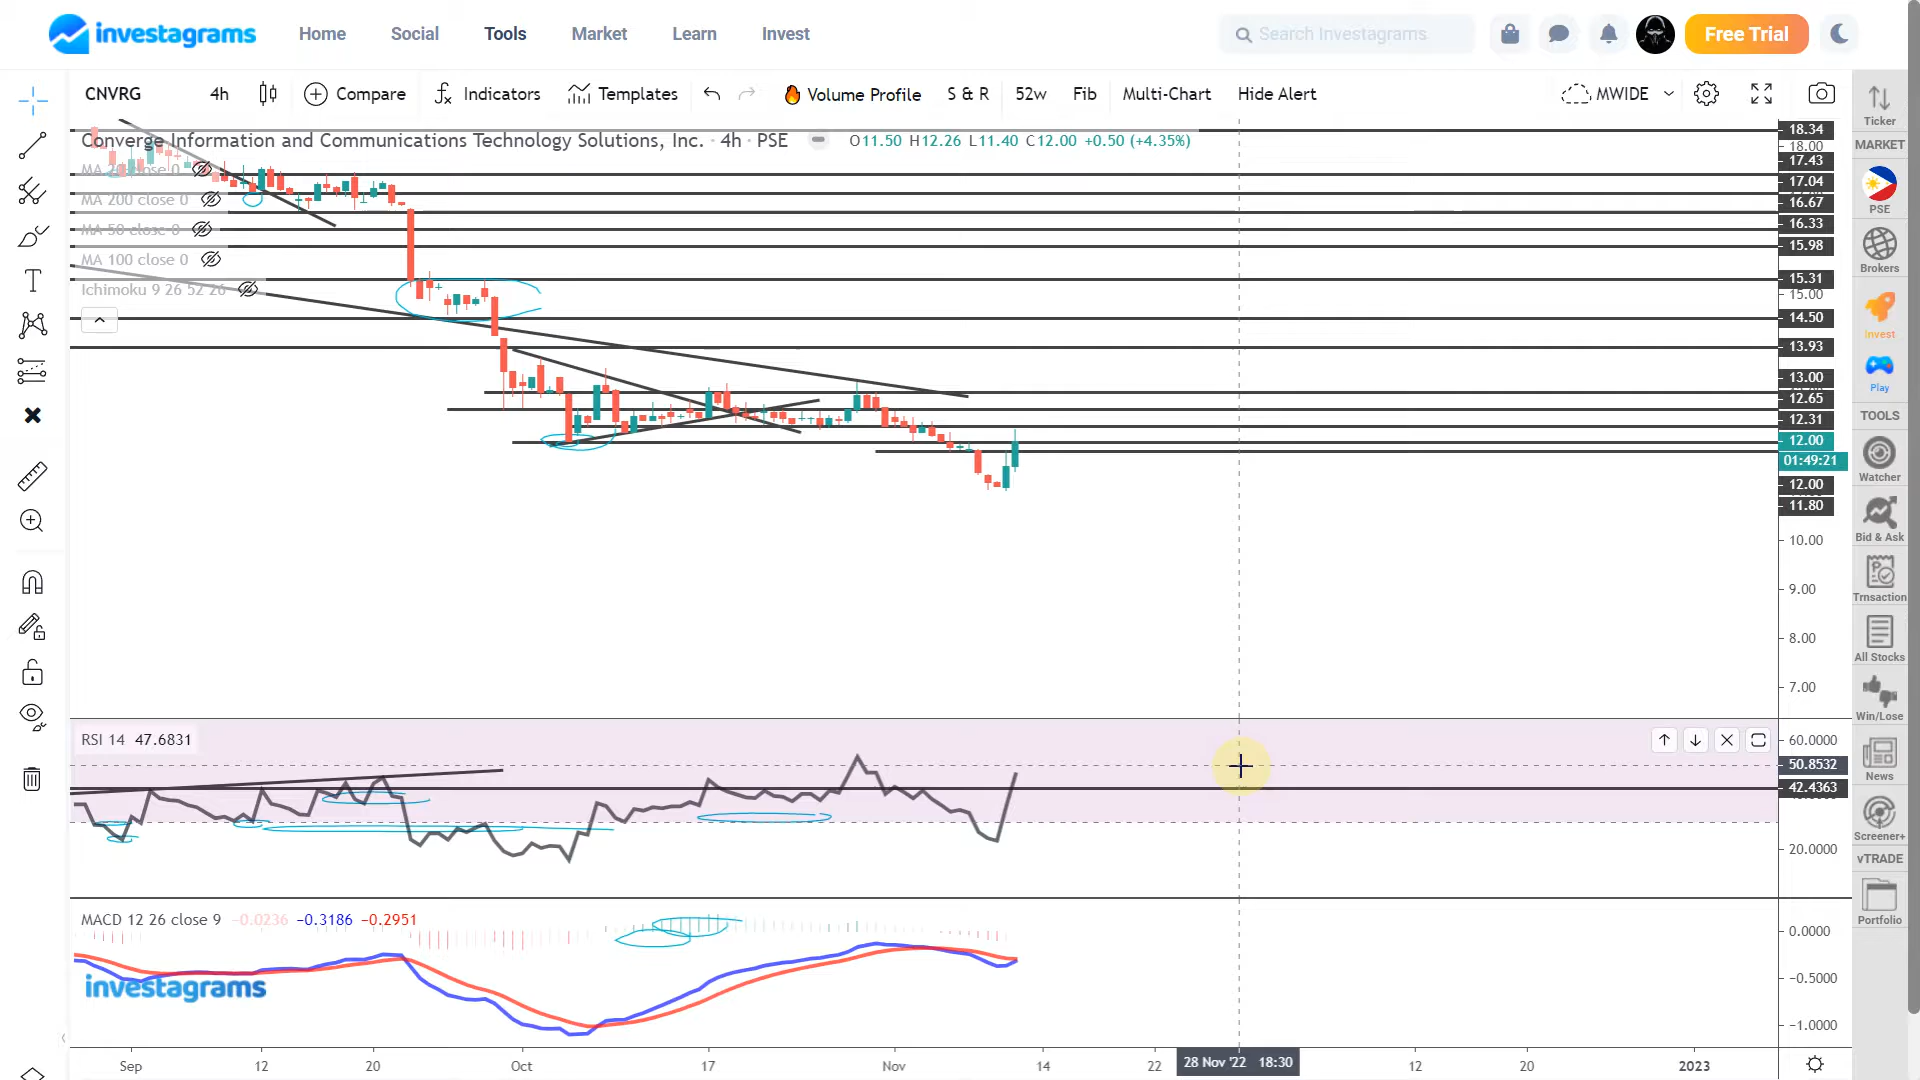 investagrams Home Social Tools Market Learn Invest Search Investagrams Free Trial
CNVRG 4h Compare Indicators Templates Volume Profile S & R 52w Fib Multi-Chart Hide Alert MWIDE
Converge Information and Communications Technology Solutions, Inc. · 4h · PSE O11.50 H12.26 L11.40 C12.00 +0.50 (+4.35%)
MA 200 close 0
MA 100 close 0
Ichimoku 9 26 52 26
18.34
18.00
17.43
17.04
16.67
16.33
15.98
15.31
15.00
14.50
13.93
13.00
12.65
12.31
12.00
01:49:21
12.00
11.80
10.00
9.00
8.00
7.00
RSI 14 47.6831
60.0000
50.8532
42.4363
20.0000
MACD 12 26 close 9 −0.0236 −0.3186 −0.2951
0.0000
−0.5000
−1.0000
investagrams
Sep 12 20 Oct 17 Nov 14 22 28 Nov '22 18:30 12 20 2023
Ticker
MARKET
PSE
Brokers
Invest
Play
TOOLS
Watcher
Bid & Ask
Trnsaction
All Stocks
Win/Lose
News
Screener+
vTRADE
Portfolio